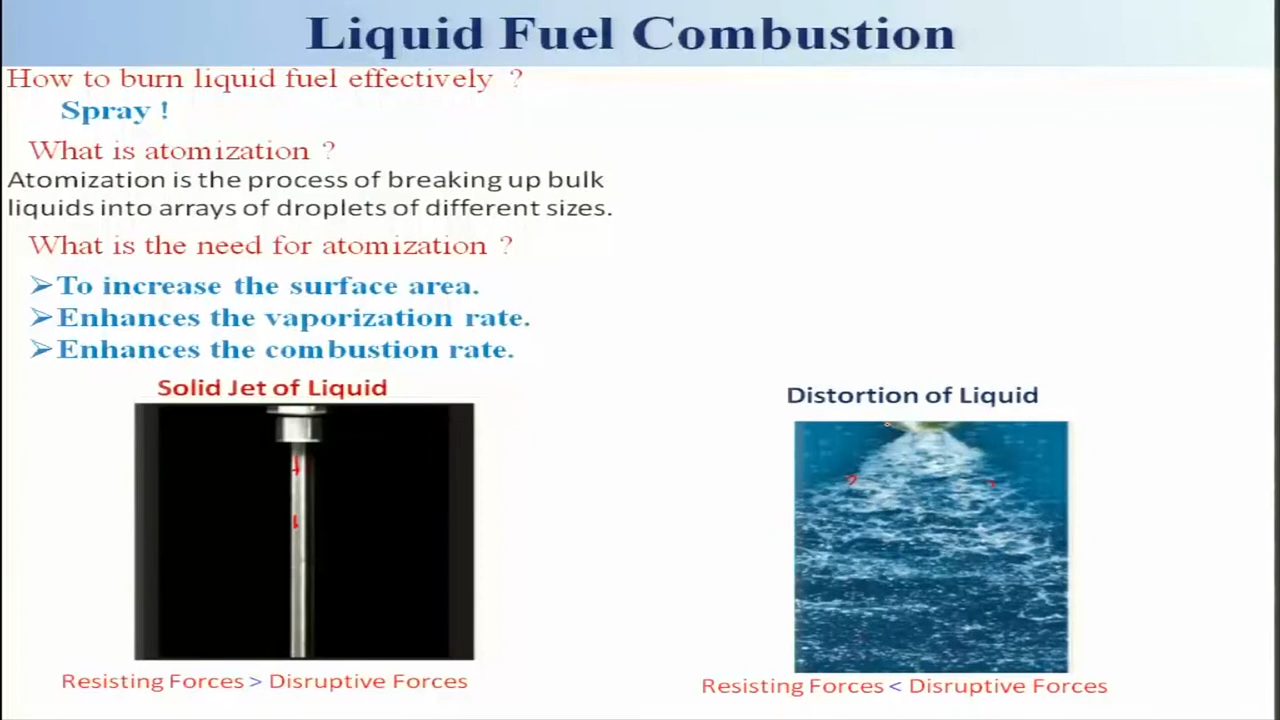 Liquid Fuel Combustion
How to burn liquid fuel effectively ?
Spray !
What is atomization ?
Atomization is the process of breaking up bulk
liquids into arrays of droplets of different sizes.
What is the need for atomization ?
➢To increase the surface area.
➢Enhances the vaporization rate.
➢Enhances the combustion rate.
Solid Jet of Liquid
Distortion of Liquid
Resisting Forces > Disruptive Forces
Resisting Forces < Disruptive Forces